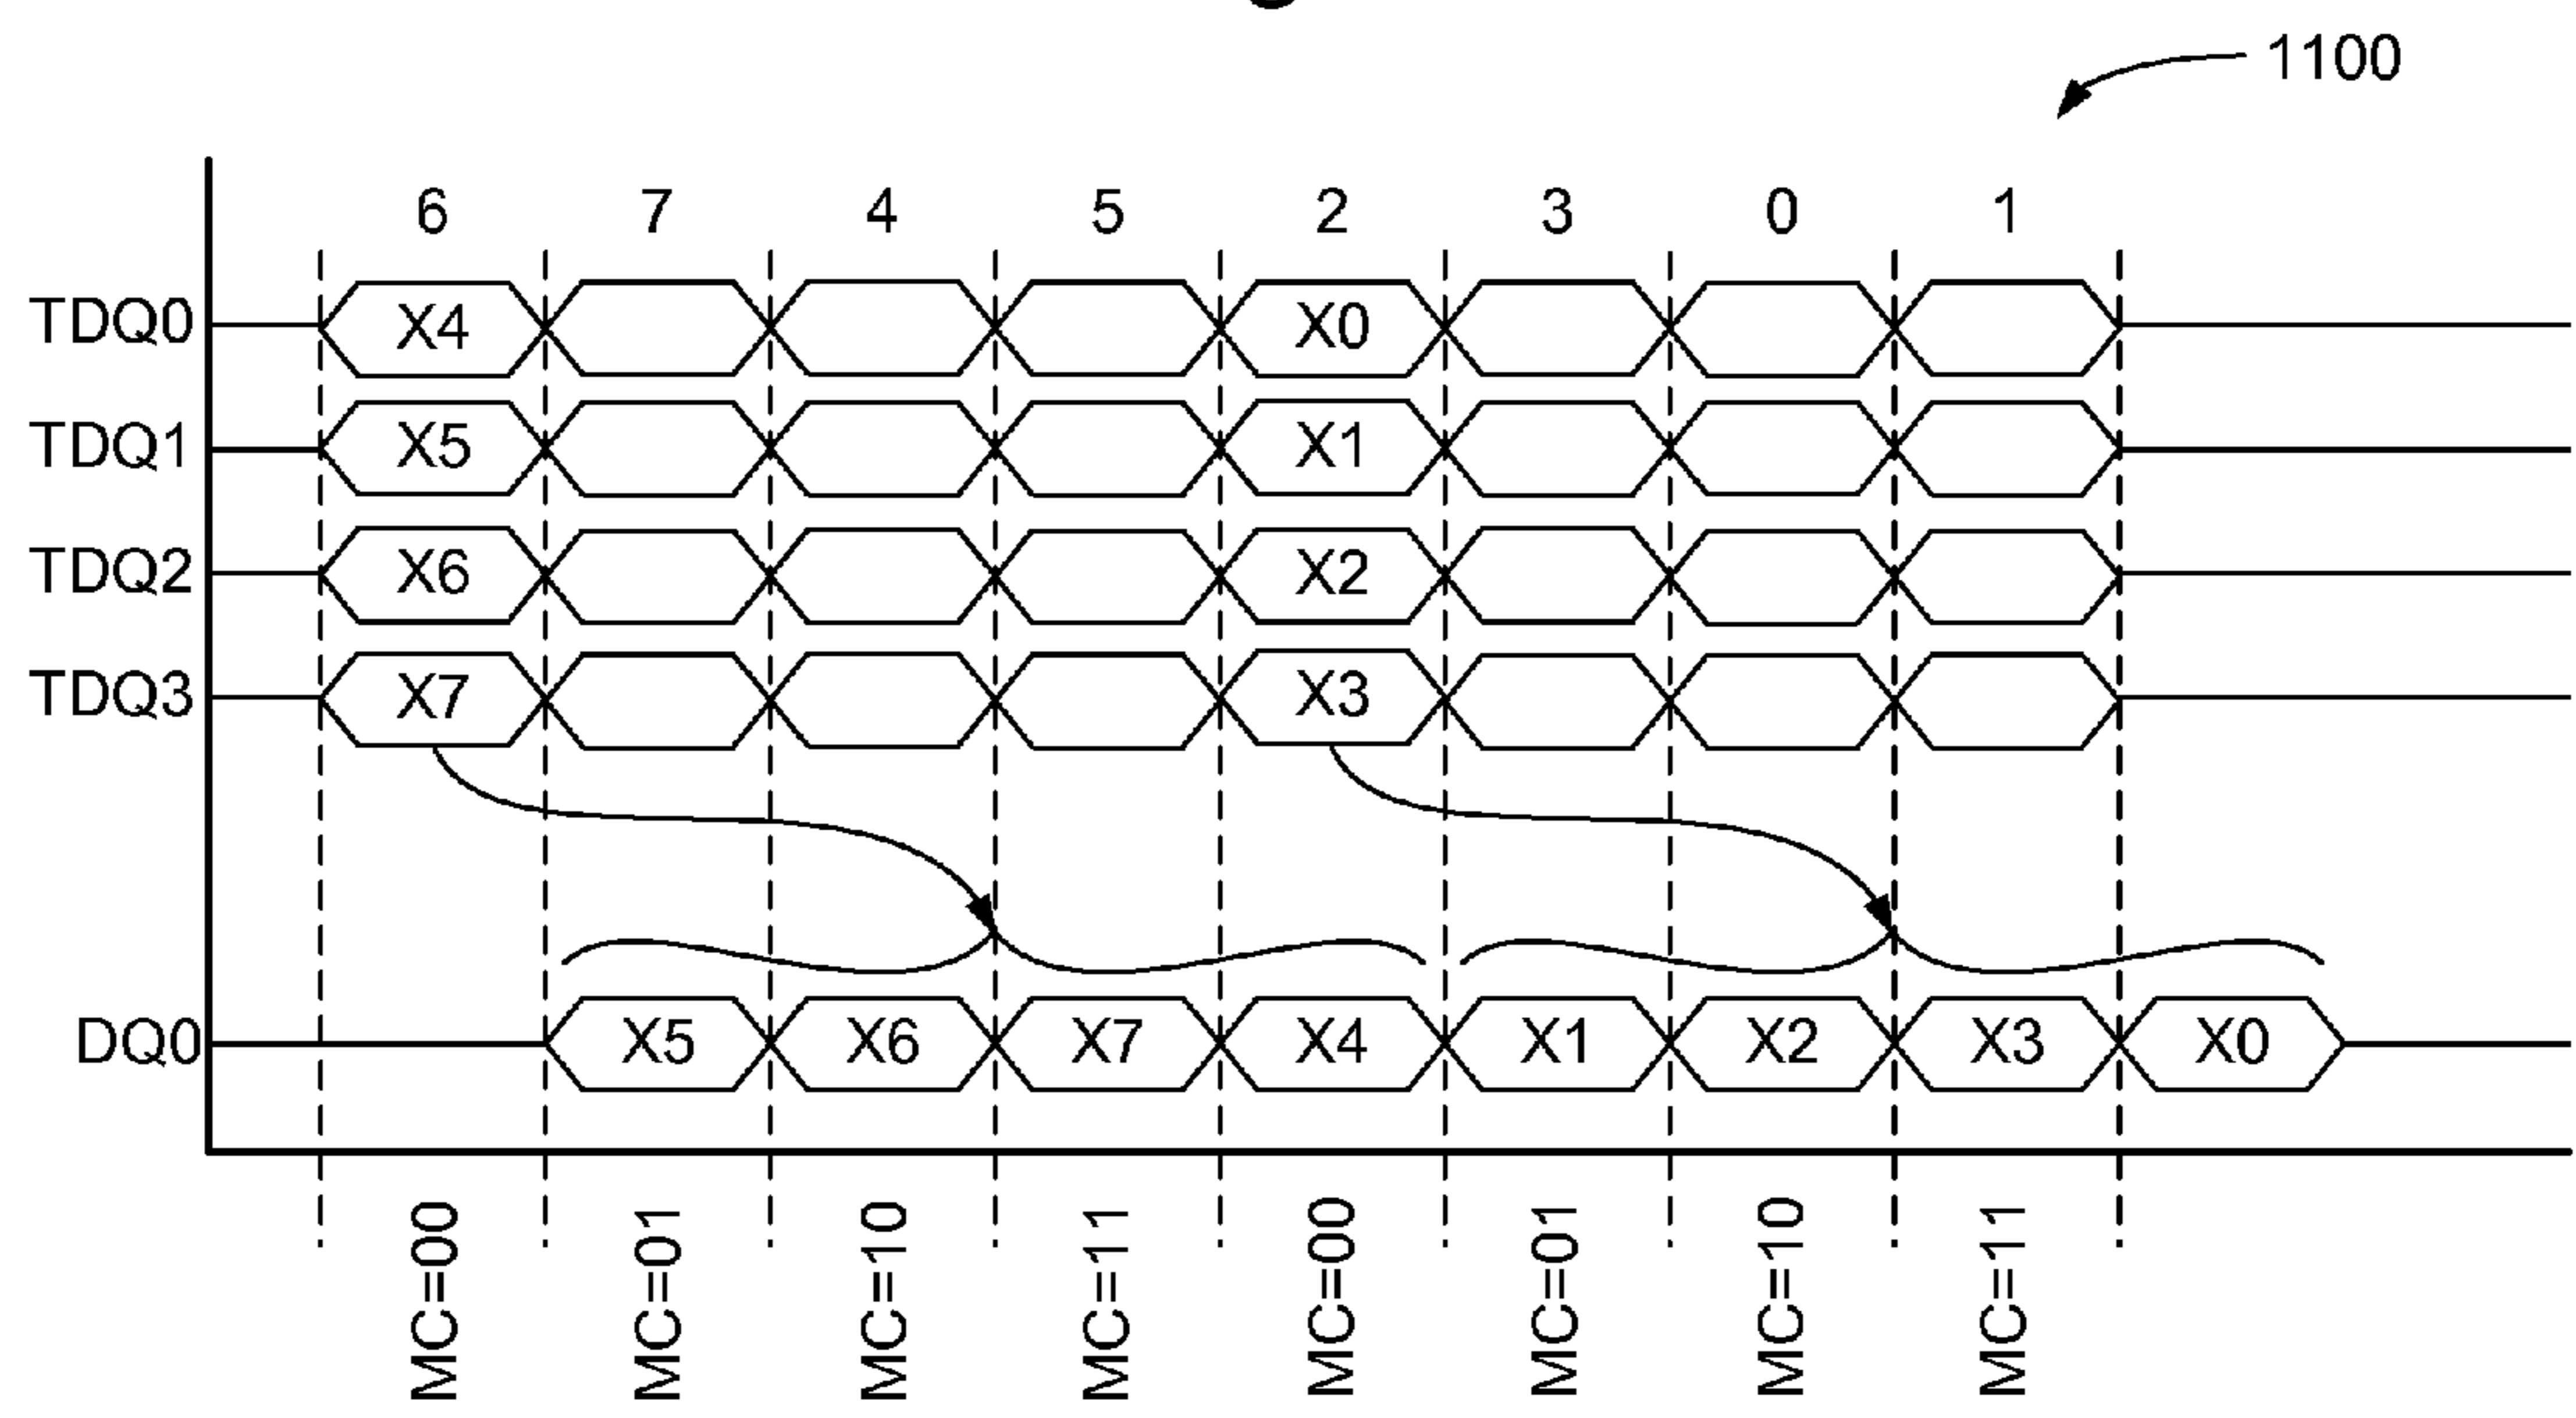 1100
6 7 4 5 2 3 0 1
TDQ0 X4 X0
TDQ1 X5 X1
TDQ2 X6 X2
TDQ3 X7 X3
DQ0 X5 X6 X7 X4 X1 X2 X3 X0
MC=00 MC=01 MC=10 MC=11 MC=00 MC=01 MC=10 MC=11